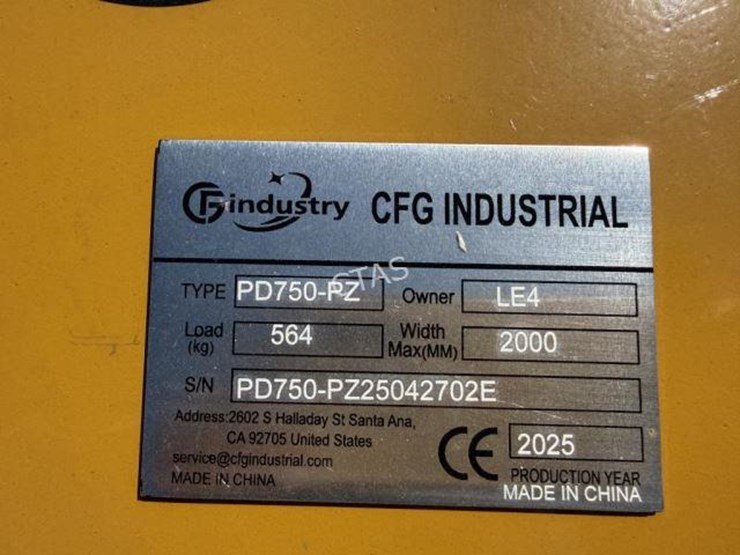 CFindustry CFG INDUSTRIAL
TYPE PD750-PZ Owner LE4
Load (kg) 564 Width Max(MM) 2000
S/N PD750-PZ25042702E
Address:2602 S Halladay St Santa Ana,
CA 92705 United States
service@cfgindustrial.com
MADE IN CHINA
CE 2025
PRODUCTION YEAR
MADE IN CHINA
CTAS